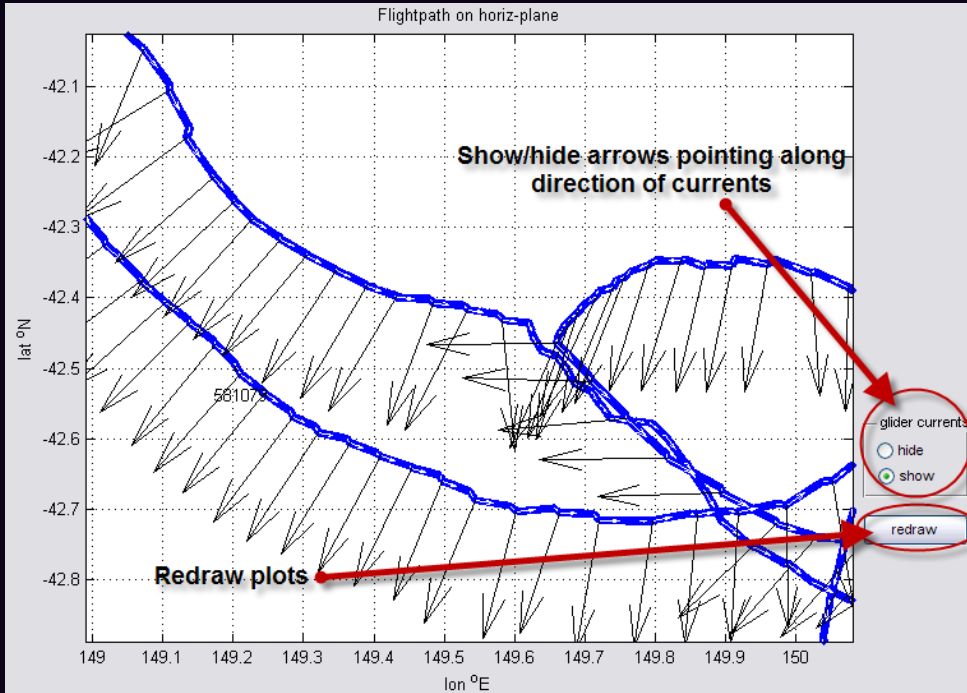 Flightpath on horiz-plane
-42.1
-42.2
Show/hide arrows pointing along
direction of currents
-42.3
-42.4
lat ºN
-42.5
glider currents
hide
show
-42.6
-42.7
redraw
Redraw plots
-42.8
149
149.1
149.2
149.3
149.4
149.5
149.6
149.7
149.8
149.9
150
lon ºE